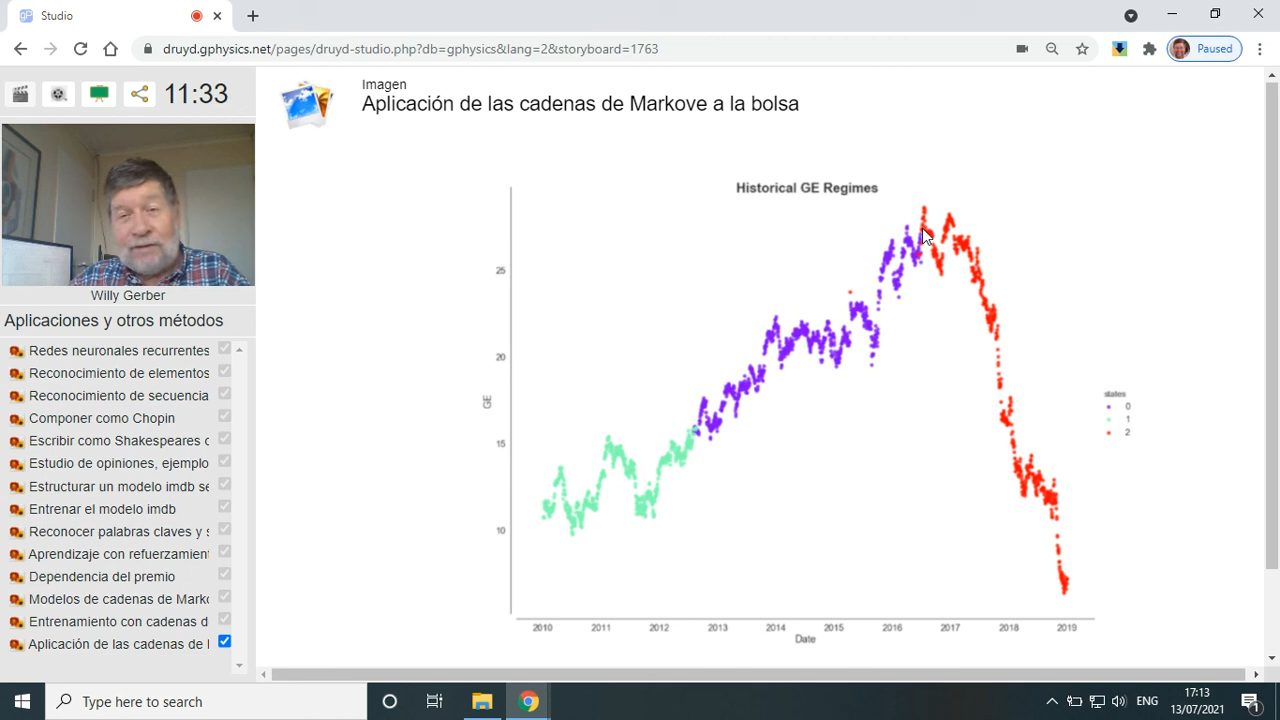 Studio
druyd.gphysics.net/pages/druyd-studio.php?db=gphysics&lang=2&storyboard=1763
Paused
11:33
Imagen
Aplicación de las cadenas de Markove a la bolsa
Willy Gerber
Aplicaciones y otros métodos
Redes neuronales recurrentes
Reconocimiento de elementos
Reconocimiento de secuencia
Componer como Chopin
Escribir como Shakespeares c
Estudio de opiniones, ejemplo
Estructurar un modelo imdb se
Entrenar el modelo imdb
Reconocer palabras claves y s
Aprendizaje con refuerzamient
Dependencia del premio
Modelos de cadenas de Marko
Entrenamiento con cadenas d
Aplicación de las cadenas de l
Historical GE Regimes
25
20
15
10
GE
states
0
1
2
2010 2011 2012 2013 2014 2015 2016 2017 2018 2019
Date
Type here to search
ENG
17:13
13/07/2021
1